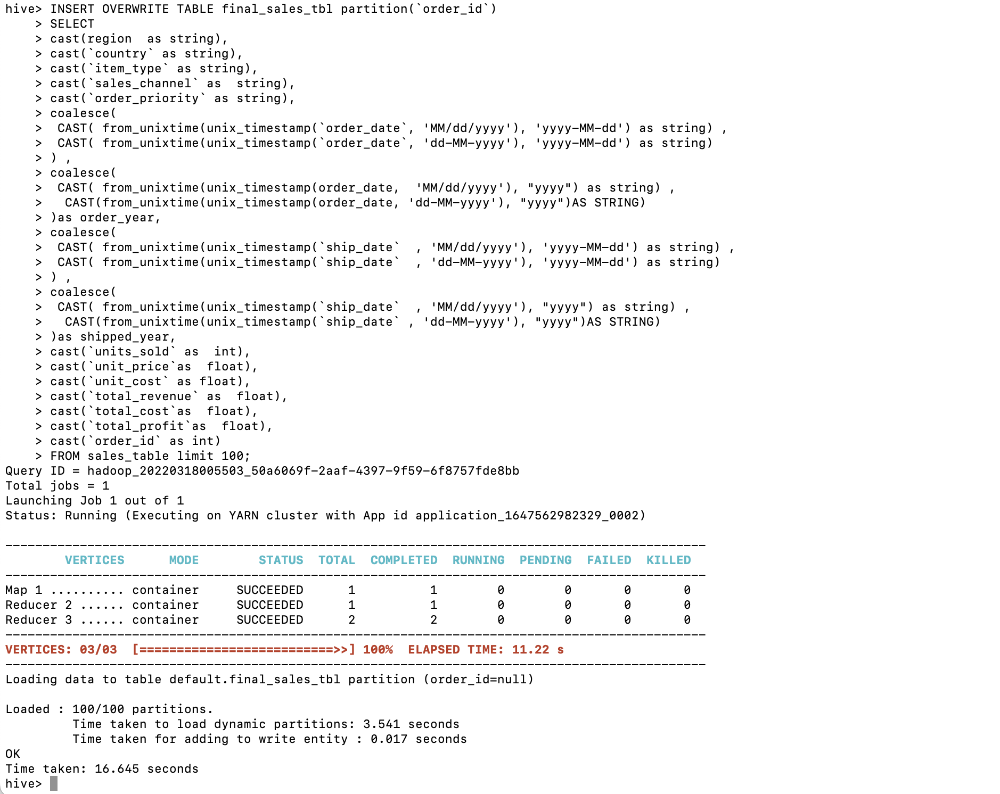 hive> INSERT OVERWRITE TABLE final_sales_tbl partition(`order_id`)
    > SELECT
    > cast(region  as string),
    > cast(`country` as string),
    > cast(`item_type` as string),
    > cast(`sales_channel` as  string),
    > cast(`order_priority` as string),
    > coalesce(
    >  CAST( from_unixtime(unix_timestamp(`order_date`, 'MM/dd/yyyy'), 'yyyy-MM-dd') as string) ,
    >  CAST( from_unixtime(unix_timestamp(`order_date`, 'dd-MM-yyyy'), 'yyyy-MM-dd') as string)
    > ) ,
    > coalesce(
    >  CAST( from_unixtime(unix_timestamp(order_date,  'MM/dd/yyyy'), "yyyy") as string) ,
    >   CAST(from_unixtime(unix_timestamp(order_date, 'dd-MM-yyyy'), "yyyy")AS STRING)
    > )as order_year,
    > coalesce(
    >  CAST( from_unixtime(unix_timestamp(`ship_date`  , 'MM/dd/yyyy'), 'yyyy-MM-dd') as string) ,
    >  CAST( from_unixtime(unix_timestamp(`ship_date`  , 'dd-MM-yyyy'), 'yyyy-MM-dd') as string)
    > ) ,
    > coalesce(
    >  CAST( from_unixtime(unix_timestamp(`ship_date`  , 'MM/dd/yyyy'), "yyyy") as string) ,
    >   CAST(from_unixtime(unix_timestamp(`ship_date` , 'dd-MM-yyyy'), "yyyy")AS STRING)
    > )as shipped_year,
    > cast(`units_sold` as  int),
    > cast(`unit_price`as  float),
    > cast(`unit_cost` as float),
    > cast(`total_revenue` as  float),
    > cast(`total_cost`as  float),
    > cast(`total_profit`as  float),
    > cast(`order_id` as int)
    > FROM sales_table limit 100;
Query ID = hadoop_20220318005503_50a6069f-2aaf-4397-9f59-6f8757fde8bb
Total jobs = 1
Launching Job 1 out of 1
Status: Running (Executing on YARN cluster with App id application_1647562982329_0002)

----------------------------------------------------------------------------------------------
        VERTICES      MODE        STATUS  TOTAL  COMPLETED  RUNNING  PENDING  FAILED  KILLED
----------------------------------------------------------------------------------------------
Map 1 .......... container     SUCCEEDED      1          1        0        0       0       0
Reducer 2 ...... container     SUCCEEDED      1          1        0        0       0       0
Reducer 3 ...... container     SUCCEEDED      2          2        0        0       0       0
----------------------------------------------------------------------------------------------
VERTICES: 03/03  [==========================>>] 100%  ELAPSED TIME: 11.22 s
----------------------------------------------------------------------------------------------
Loading data to table default.final_sales_tbl partition (order_id=null)

Loaded : 100/100 partitions.
         Time taken to load dynamic partitions: 3.541 seconds
         Time taken for adding to write entity : 0.017 seconds
OK
Time taken: 16.645 seconds
hive>